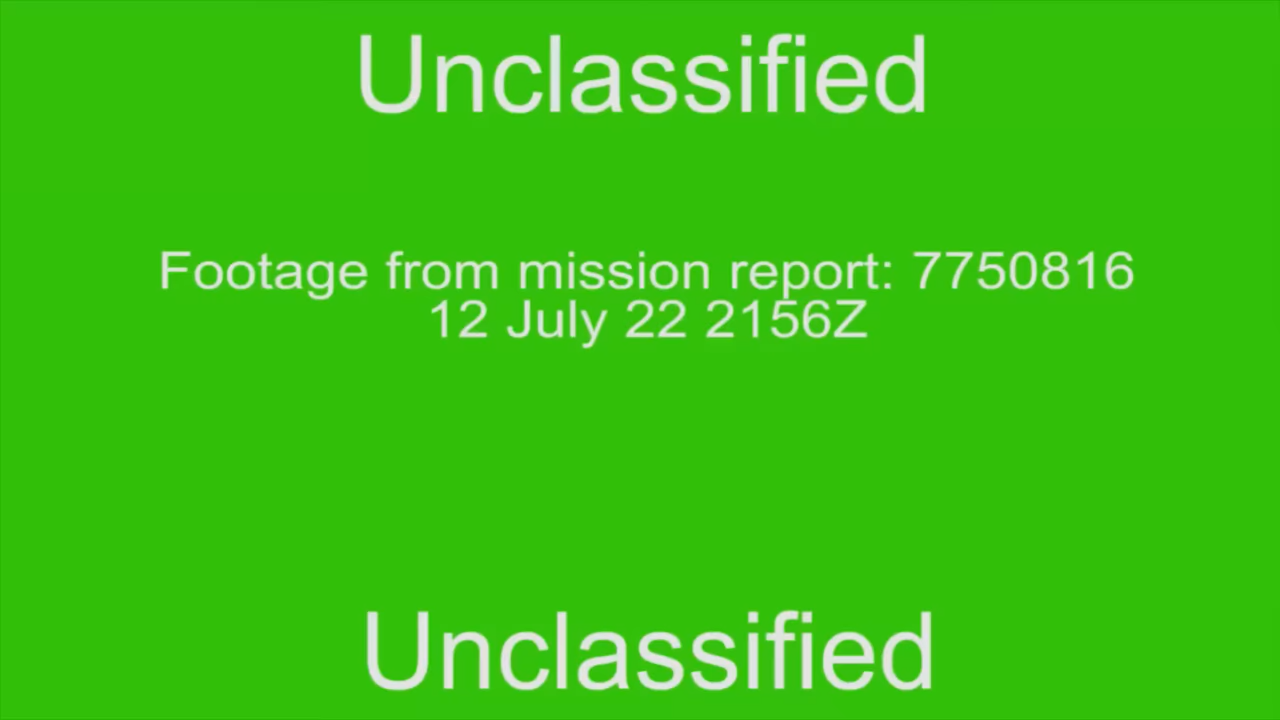 Unclassified
Footage from mission report: 7750816
12 July 22 2156Z
Unclassified